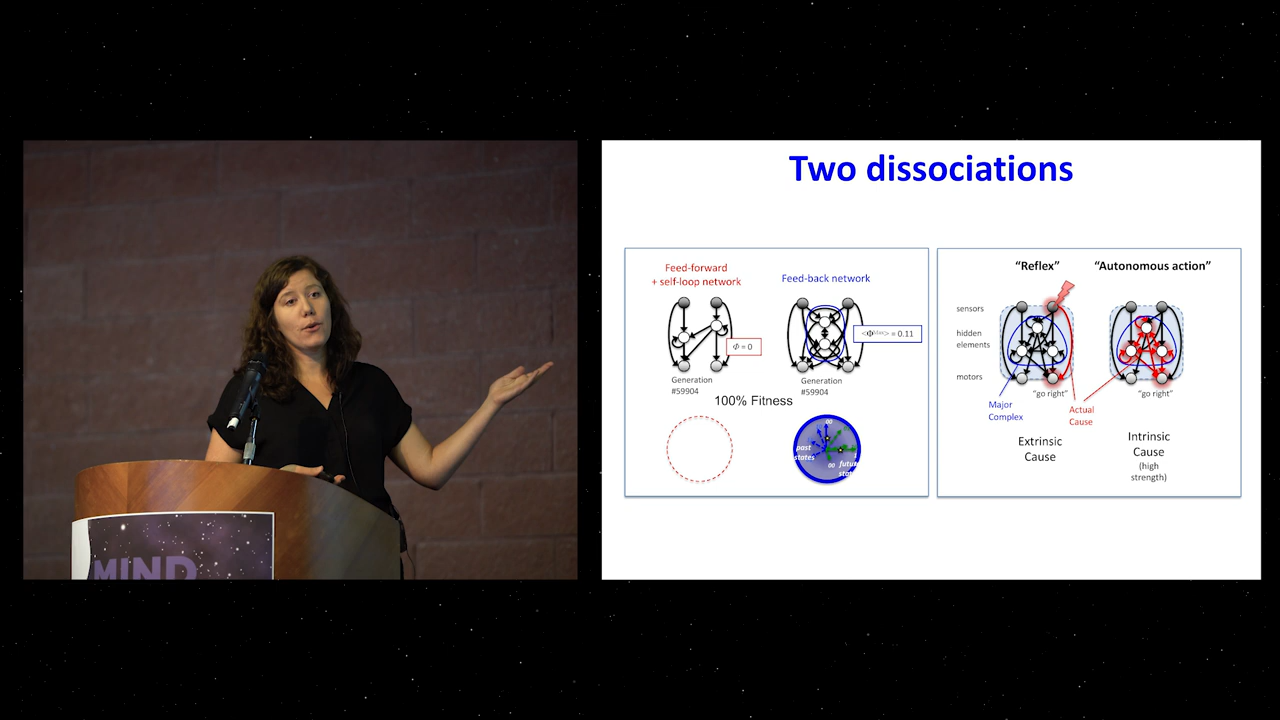 Two dissociations
Feed-forward
+ self-loop network
Feed-back network
Φ = 0
= 0.11
Generation
#59904
Generation
#59904
100% Fitness
past
states
00
00
“Reflex”
“Autonomous action”
sensors
hidden
elements
motors
“go right”
“go right”
Major
Complex
Actual
Cause
Extrinsic
Cause
Intrinsic
Cause
(high
strength)
MIND